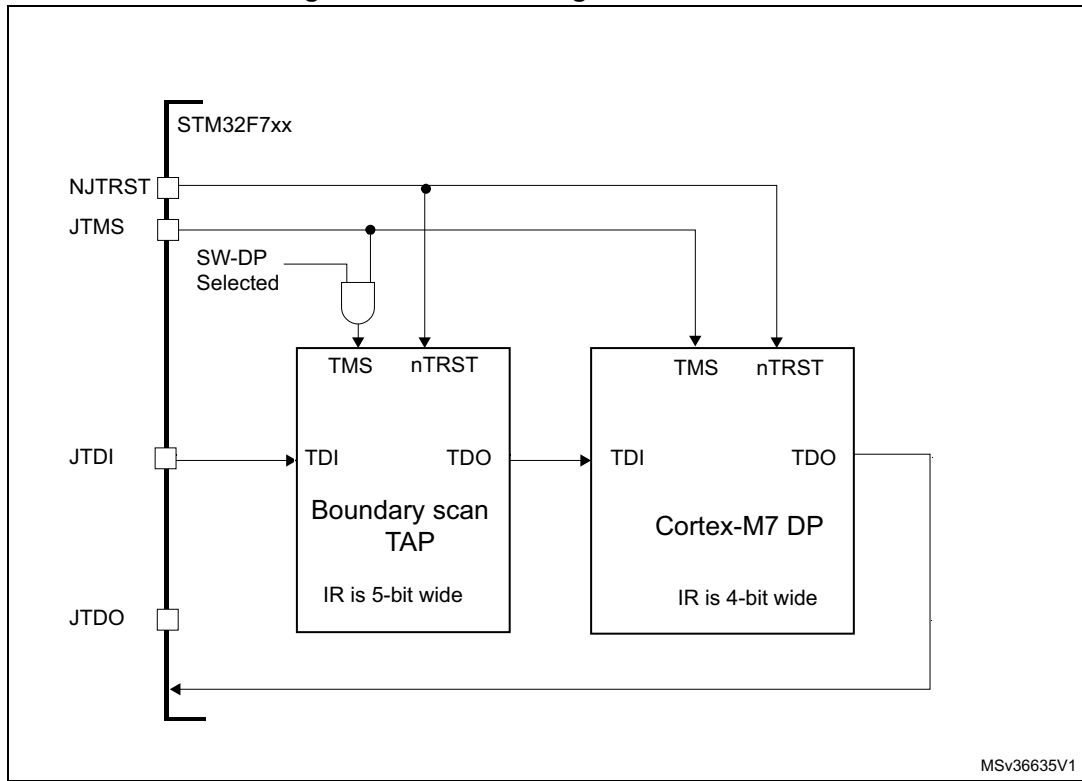 STM32F7xx
NJTRST
JTMS
SW-DP
Selected
TMS nTRST
TMS nTRST
JTDI
TDI TDO
TDI TDO
Boundary scan
TAP
Cortex-M7 DP
IR is 5-bit wide
IR is 4-bit wide
JTDO
MSv36635V1